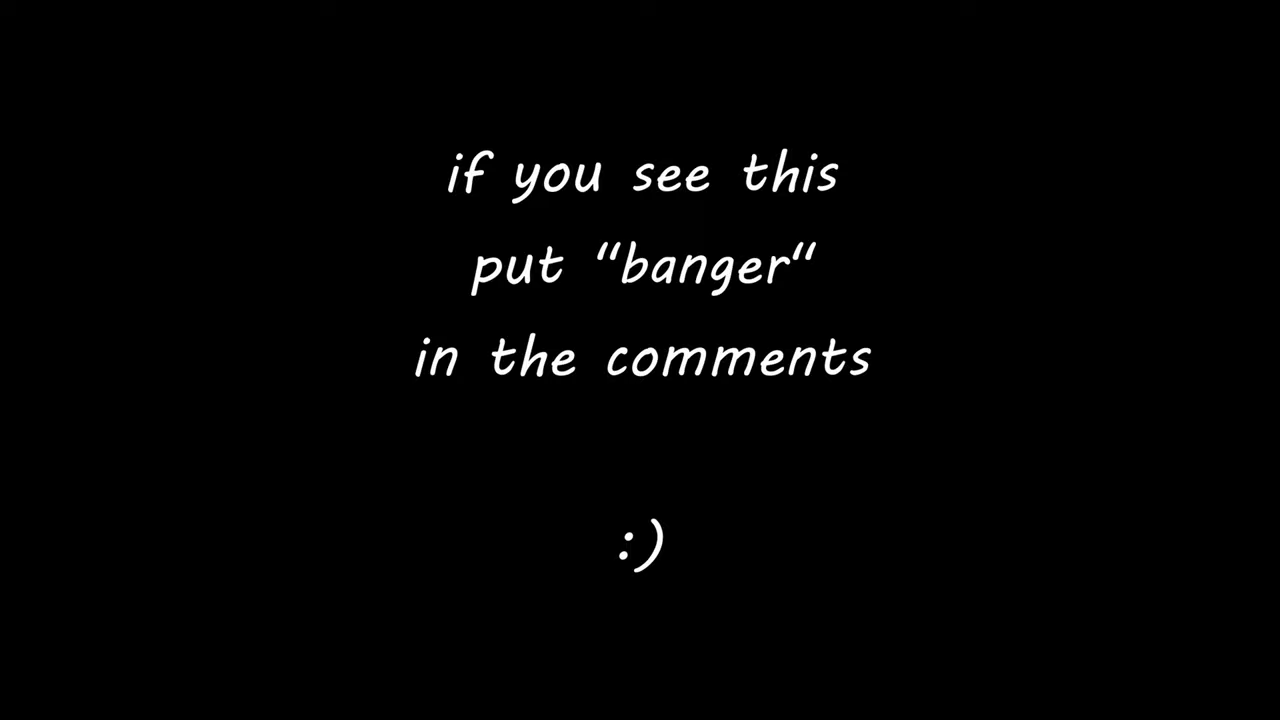 if you see this
put “banger“
in the comments
:)